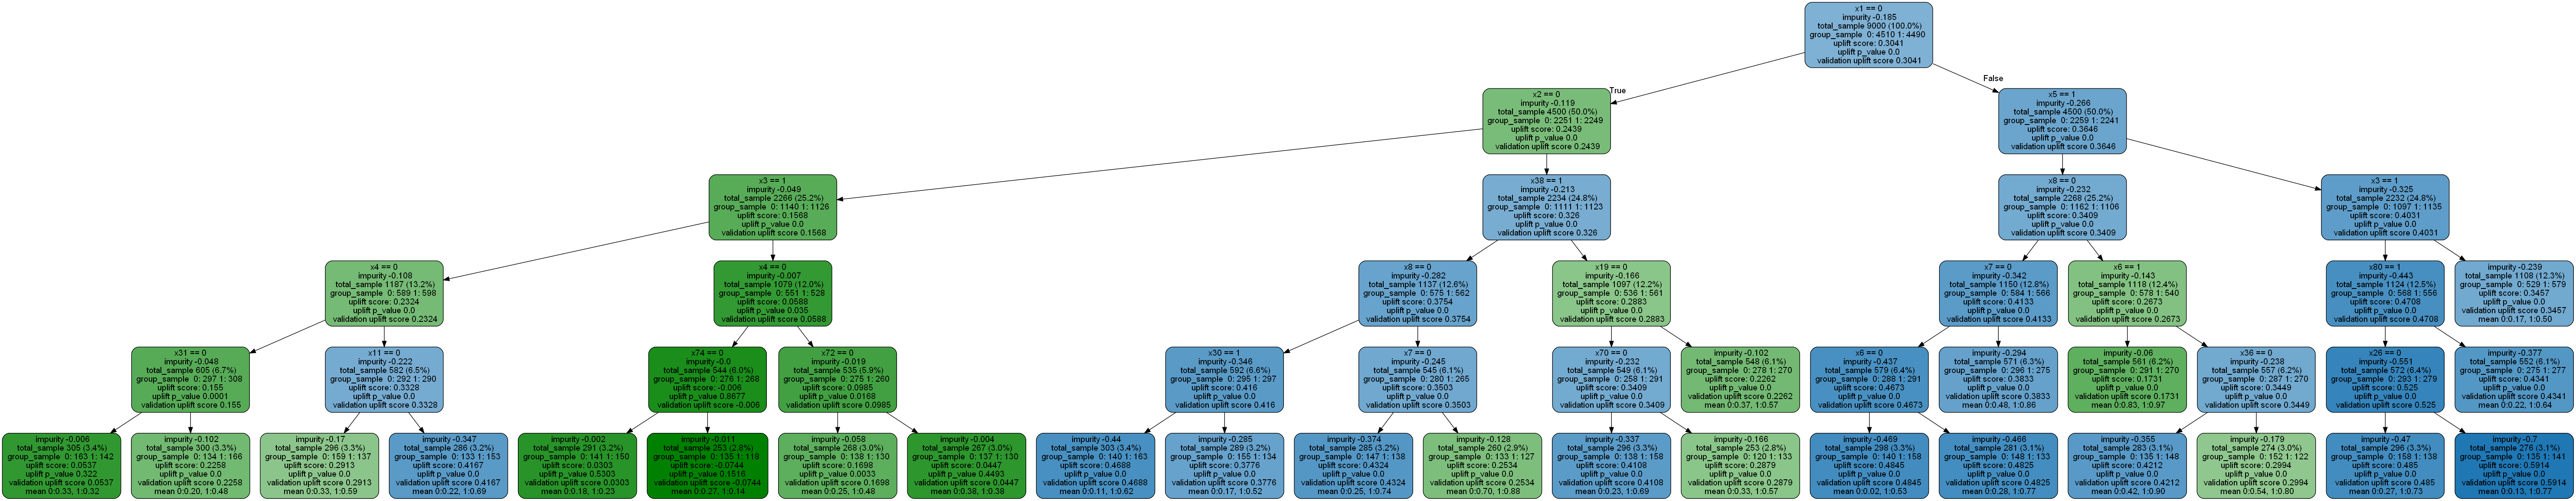 x1 == 0
impurity -0.185
total_sample 9000 (100.0%)
group_sample 0: 4510 1: 4490
uplift score: 0.3041
uplift p_value 0.0
validation uplift score 0.3041
True
False
x2 == 0
impurity -0.119
total_sample 4500 (50.0%)
group_sample 0: 2251 1: 2249
uplift score: 0.2439
uplift p_value 0.0
validation uplift score 0.2439
x5 == 1
impurity -0.266
total_sample 4500 (50.0%)
group_sample 0: 2259 1: 2241
uplift score: 0.3646
uplift p_value 0.0
validation uplift score 0.3646
x3 == 1
impurity -0.049
total_sample 2266 (25.2%)
group_sample 0: 1140 1: 1126
uplift score: 0.1568
uplift p_value 0.0
validation uplift score 0.1568
x38 == 1
impurity -0.213
total_sample 2234 (24.8%)
group_sample 0: 1111 1: 1123
uplift score: 0.326
uplift p_value 0.0
validation uplift score 0.326
x8 == 0
impurity -0.232
total_sample 2268 (25.2%)
group_sample 0: 1162 1: 1106
uplift score: 0.3409
uplift p_value 0.0
validation uplift score 0.3409
x3 == 1
impurity -0.325
total_sample 2232 (24.8%)
group_sample 0: 1097 1: 1135
uplift score: 0.4031
uplift p_value 0.0
validation uplift score 0.4031
x4 == 0
impurity -0.108
total_sample 1187 (13.2%)
group_sample 0: 589 1: 598
uplift score: 0.2324
uplift p_value 0.0
validation uplift score 0.2324
x4 == 0
impurity -0.007
total_sample 1079 (12.0%)
group_sample 0: 551 1: 528
uplift score: 0.0588
uplift p_value 0.035
validation uplift score 0.0588
x8 == 0
impurity -0.282
total_sample 1137 (12.6%)
group_sample 0: 575 1: 562
uplift score: 0.3754
uplift p_value 0.0
validation uplift score 0.3754
x19 == 0
impurity -0.166
total_sample 1097 (12.2%)
group_sample 0: 536 1: 561
uplift score: 0.2883
uplift p_value 0.0
validation uplift score 0.2883
x7 == 0
impurity -0.342
total_sample 1150 (12.8%)
group_sample 0: 584 1: 566
uplift score: 0.4133
uplift p_value 0.0
validation uplift score 0.4133
x6 == 1
impurity -0.143
total_sample 1118 (12.4%)
group_sample 0: 578 1: 540
uplift score: 0.2673
uplift p_value 0.0
validation uplift score 0.2673
x80 == 1
impurity -0.443
total_sample 1124 (12.5%)
group_sample 0: 568 1: 556
uplift score: 0.4708
uplift p_value 0.0
validation uplift score 0.4708
impurity -0.239
total_sample 1108 (12.3%)
group_sample 0: 529 1: 579
uplift score: 0.3457
uplift p_value 0.0
validation uplift score 0.3457
mean 0:0.17, 1:0.50
x31 == 0
impurity -0.048
total_sample 605 (6.7%)
group_sample 0: 297 1: 308
uplift score: 0.155
uplift p_value 0.0001
validation uplift score 0.155
x11 == 0
impurity -0.222
total_sample 582 (6.5%)
group_sample 0: 292 1: 290
uplift score: 0.3328
uplift p_value 0.0
validation uplift score 0.3328
x74 == 0
impurity -0.0
total_sample 544 (6.0%)
group_sample 0: 276 1: 268
uplift score: -0.006
uplift p_value 0.8677
validation uplift score -0.006
x72 == 0
impurity -0.019
total_sample 535 (5.9%)
group_sample 0: 275 1: 260
uplift score: 0.0985
uplift p_value 0.0168
validation uplift score 0.0985
x30 == 1
impurity -0.346
total_sample 592 (6.6%)
group_sample 0: 295 1: 297
uplift score: 0.416
uplift p_value 0.0
validation uplift score 0.416
x7 == 0
impurity -0.245
total_sample 545 (6.1%)
group_sample 0: 280 1: 265
uplift score: 0.3503
uplift p_value 0.0
validation uplift score 0.3503
x70 == 0
impurity -0.232
total_sample 549 (6.1%)
group_sample 0: 258 1: 291
uplift score: 0.3409
uplift p_value 0.0
validation uplift score 0.3409
impurity -0.102
total_sample 548 (6.1%)
group_sample 0: 278 1: 270
uplift score: 0.2262
uplift p_value 0.0
validation uplift score 0.2262
mean 0:0.37, 1:0.57
x6 == 0
impurity -0.437
total_sample 579 (6.4%)
group_sample 0: 288 1: 291
uplift score: 0.4673
uplift p_value 0.0
validation uplift score 0.4673
impurity -0.294
total_sample 571 (6.3%)
group_sample 0: 296 1: 275
uplift score: 0.3833
uplift p_value 0.0
validation uplift score 0.3833
mean 0:0.48, 1:0.86
impurity -0.06
total_sample 561 (6.2%)
group_sample 0: 291 1: 270
uplift score: 0.1731
uplift p_value 0.0
validation uplift score 0.1731
mean 0:0.83, 1:0.97
x36 == 0
impurity -0.238
total_sample 557 (6.2%)
group_sample 0: 287 1: 270
uplift score: 0.3449
uplift p_value 0.0
validation uplift score 0.3449
x26 == 0
impurity -0.551
total_sample 572 (6.4%)
group_sample 0: 293 1: 279
uplift score: 0.525
uplift p_value 0.0
validation uplift score 0.525
impurity -0.377
total_sample 552 (6.1%)
group_sample 0: 275 1: 277
uplift score: 0.4341
uplift p_value 0.0
validation uplift score 0.4341
mean 0:0.22, 1:0.64
impurity -0.006
total_sample 305 (3.4%)
group_sample 0: 163 1: 142
uplift score: 0.0537
uplift p_value 0.322
validation uplift score 0.0537
mean 0:0.33, 1:0.32
impurity -0.102
total_sample 300 (3.3%)
group_sample 0: 134 1: 166
uplift score: 0.2258
uplift p_value 0.0
validation uplift score 0.2258
mean 0:0.20, 1:0.48
impurity -0.17
total_sample 296 (3.3%)
group_sample 0: 159 1: 137
uplift score: 0.2913
uplift p_value 0.0
validation uplift score 0.2913
mean 0:0.33, 1:0.59
impurity -0.347
total_sample 286 (3.2%)
group_sample 0: 133 1: 153
uplift score: 0.4167
uplift p_value 0.0
validation uplift score 0.4167
mean 0:0.22, 1:0.69
impurity -0.002
total_sample 291 (3.2%)
group_sample 0: 141 1: 150
uplift score: 0.0303
uplift p_value 0.5303
validation uplift score 0.0303
mean 0:0.18, 1:0.23
impurity -0.011
total_sample 253 (2.8%)
group_sample 0: 135 1: 118
uplift score: -0.0744
uplift p_value 0.1516
validation uplift score -0.0744
mean 0:0.27, 1:0.14
impurity -0.058
total_sample 268 (3.0%)
group_sample 0: 138 1: 130
uplift score: 0.1698
uplift p_value 0.0033
validation uplift score 0.1698
mean 0:0.25, 1:0.48
impurity -0.004
total_sample 267 (3.0%)
group_sample 0: 137 1: 130
uplift score: 0.0447
uplift p_value 0.4493
validation uplift score 0.0447
mean 0:0.38, 1:0.38
impurity -0.44
total_sample 303 (3.4%)
group_sample 0: 140 1: 163
uplift score: 0.4688
uplift p_value 0.0
validation uplift score 0.4688
mean 0:0.11, 1:0.62
impurity -0.285
total_sample 289 (3.2%)
group_sample 0: 155 1: 134
uplift score: 0.3776
uplift p_value 0.0
validation uplift score 0.3776
mean 0:0.17, 1:0.52
impurity -0.374
total_sample 285 (3.2%)
group_sample 0: 147 1: 138
uplift score: 0.4324
uplift p_value 0.0
validation uplift score 0.4324
mean 0:0.25, 1:0.74
impurity -0.128
total_sample 260 (2.9%)
group_sample 0: 133 1: 127
uplift score: 0.2534
uplift p_value 0.0
validation uplift score 0.2534
mean 0:0.70, 1:0.88
impurity -0.337
total_sample 296 (3.3%)
group_sample 0: 138 1: 158
uplift score: 0.4108
uplift p_value 0.0
validation uplift score 0.4108
mean 0:0.23, 1:0.69
impurity -0.166
total_sample 253 (2.8%)
group_sample 0: 120 1: 133
uplift score: 0.2879
uplift p_value 0.0
validation uplift score 0.2879
mean 0:0.33, 1:0.57
impurity -0.469
total_sample 298 (3.3%)
group_sample 0: 140 1: 158
uplift score: 0.4845
uplift p_value 0.0
validation uplift score 0.4845
mean 0:0.02, 1:0.53
impurity -0.466
total_sample 281 (3.1%)
group_sample 0: 148 1: 133
uplift score: 0.4825
uplift p_value 0.0
validation uplift score 0.4825
mean 0:0.28, 1:0.77
impurity -0.355
total_sample 283 (3.1%)
group_sample 0: 135 1: 148
uplift score: 0.4212
uplift p_value 0.0
validation uplift score 0.4212
mean 0:0.42, 1:0.90
impurity -0.179
total_sample 274 (3.0%)
group_sample 0: 152 1: 122
uplift score: 0.2994
uplift p_value 0.0
validation uplift score 0.2994
mean 0:0.54, 1:0.80
impurity -0.47
total_sample 296 (3.3%)
group_sample 0: 158 1: 138
uplift score: 0.485
uplift p_value 0.0
validation uplift score 0.485
mean 0:0.27, 1:0.73
impurity -0.7
total_sample 276 (3.1%)
group_sample 0: 135 1: 141
uplift score: 0.5914
uplift p_value 0.0
validation uplift score 0.5914
mean 0:0.13, 1:0.77